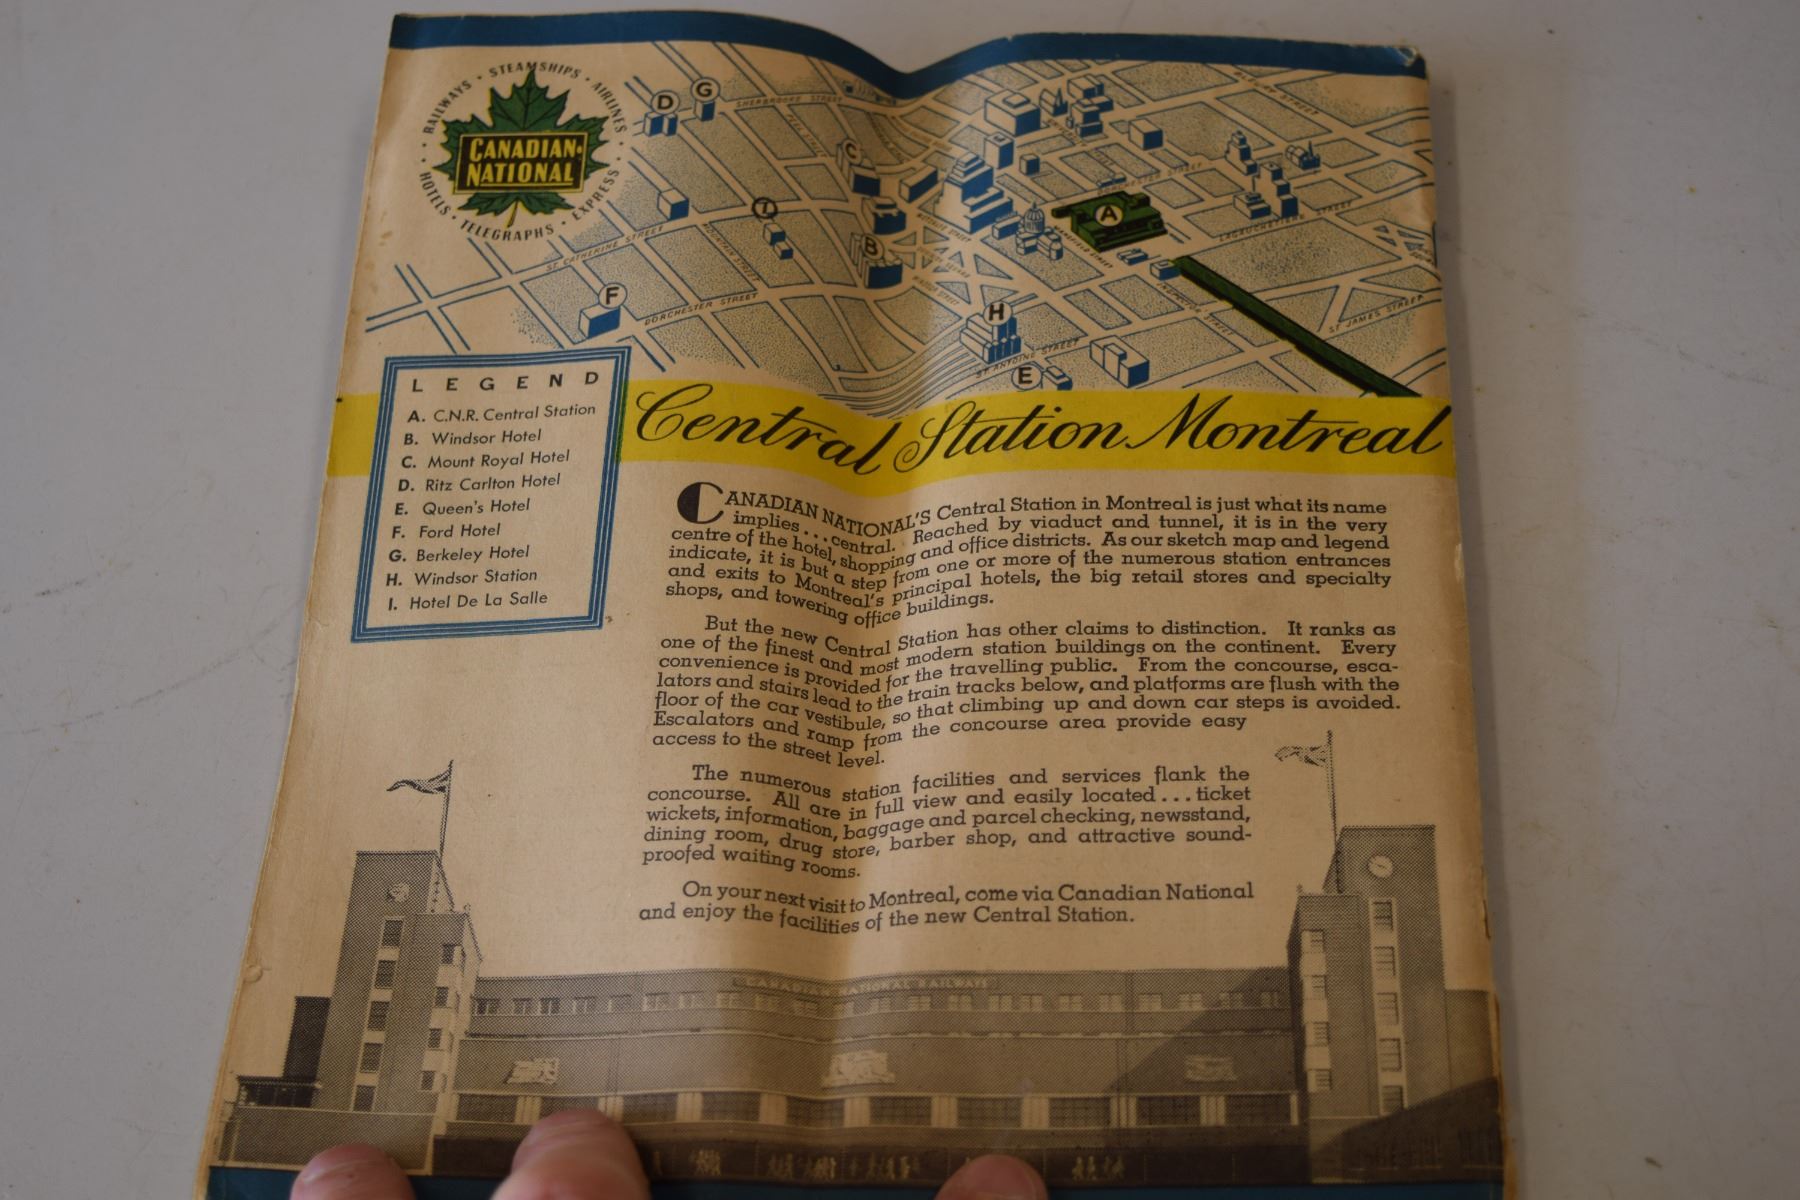 RAILWAYS · STEAMSHIPS · AIRLINES
· HOTELS · TELEGRAPHS · EXPRESS ·
CANADIAN
NATIONAL
D
G
SHERBROOKE STREET
PEEL STREET
C
DORCHESTER STREET
A
I
ST. CATHERINE STREET
MOUNTAIN STREET
B
MANSFIELD STREET
LAGAUCHETIERE STREET
F
DORCHESTER STREET
INSPECTOR STREET
ST JAMES STREET
H
ST ANTOINE STREET
E
LEGEND
A. C.N.R. Central Station
B. Windsor Hotel
C. Mount Royal Hotel
D. Ritz Carlton Hotel
E. Queen's Hotel
F. Ford Hotel
G. Berkeley Hotel
H. Windsor Station
I. Hotel De La Salle
Central Station Montreal
CANADIAN NATIONAL'S Central Station in Montreal is just what its name
implies...central. Reached by viaduct and tunnel, it is in the very
centre of the hotel, shopping and office districts. As our sketch map and legend
indicate, it is but a step from one or more of the numerous station entrances
and exits to Montreal's principal hotels, the big retail stores and specialty
shops, and towering office buildings.
But the new Central Station has other claims to distinction. It ranks as
one of the finest and most modern station buildings on the continent. Every
convenience is provided for the travelling public. From the concourse, esca-
lators and stairs lead to the train tracks below, and platforms are flush with the
floor of the car vestibule, so that climbing up and down car steps is avoided.
Escalators and ramp from the concourse area provide easy
access to the street level.
The numerous station facilities and services flank the
concourse. All are in full view and easily located...ticket
wickets, information, baggage and parcel checking, newsstand,
dining room, drug store, barber shop, and attractive sound-
proofed waiting rooms.
On your next visit to Montreal, come via Canadian National
and enjoy the facilities of the new Central Station.
CANADIAN NATIONAL RAILWAYS